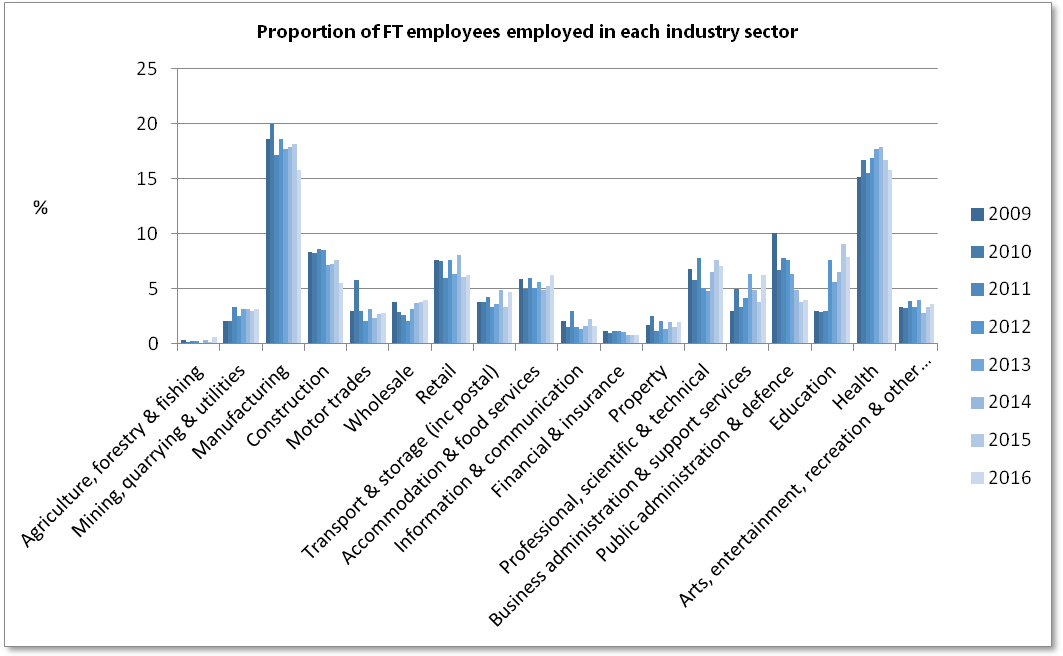 Proportion of FT employees employed in each industry sector
25
20
15
10
5
0
%
Agriculture, forestry & fishing
Mining, quarrying & utilities
Manufacturing
Construction
Motor trades
Wholesale
Retail
Transport & storage (inc postal)
Accommodation & food services
Information & communication
Financial & insurance
Property
Professional, scientific & technical
Business administration & support services
Public administration & defence
Education
Health
Arts, entertainment, recreation & other...
2009
2010
2011
2012
2013
2014
2015
2016